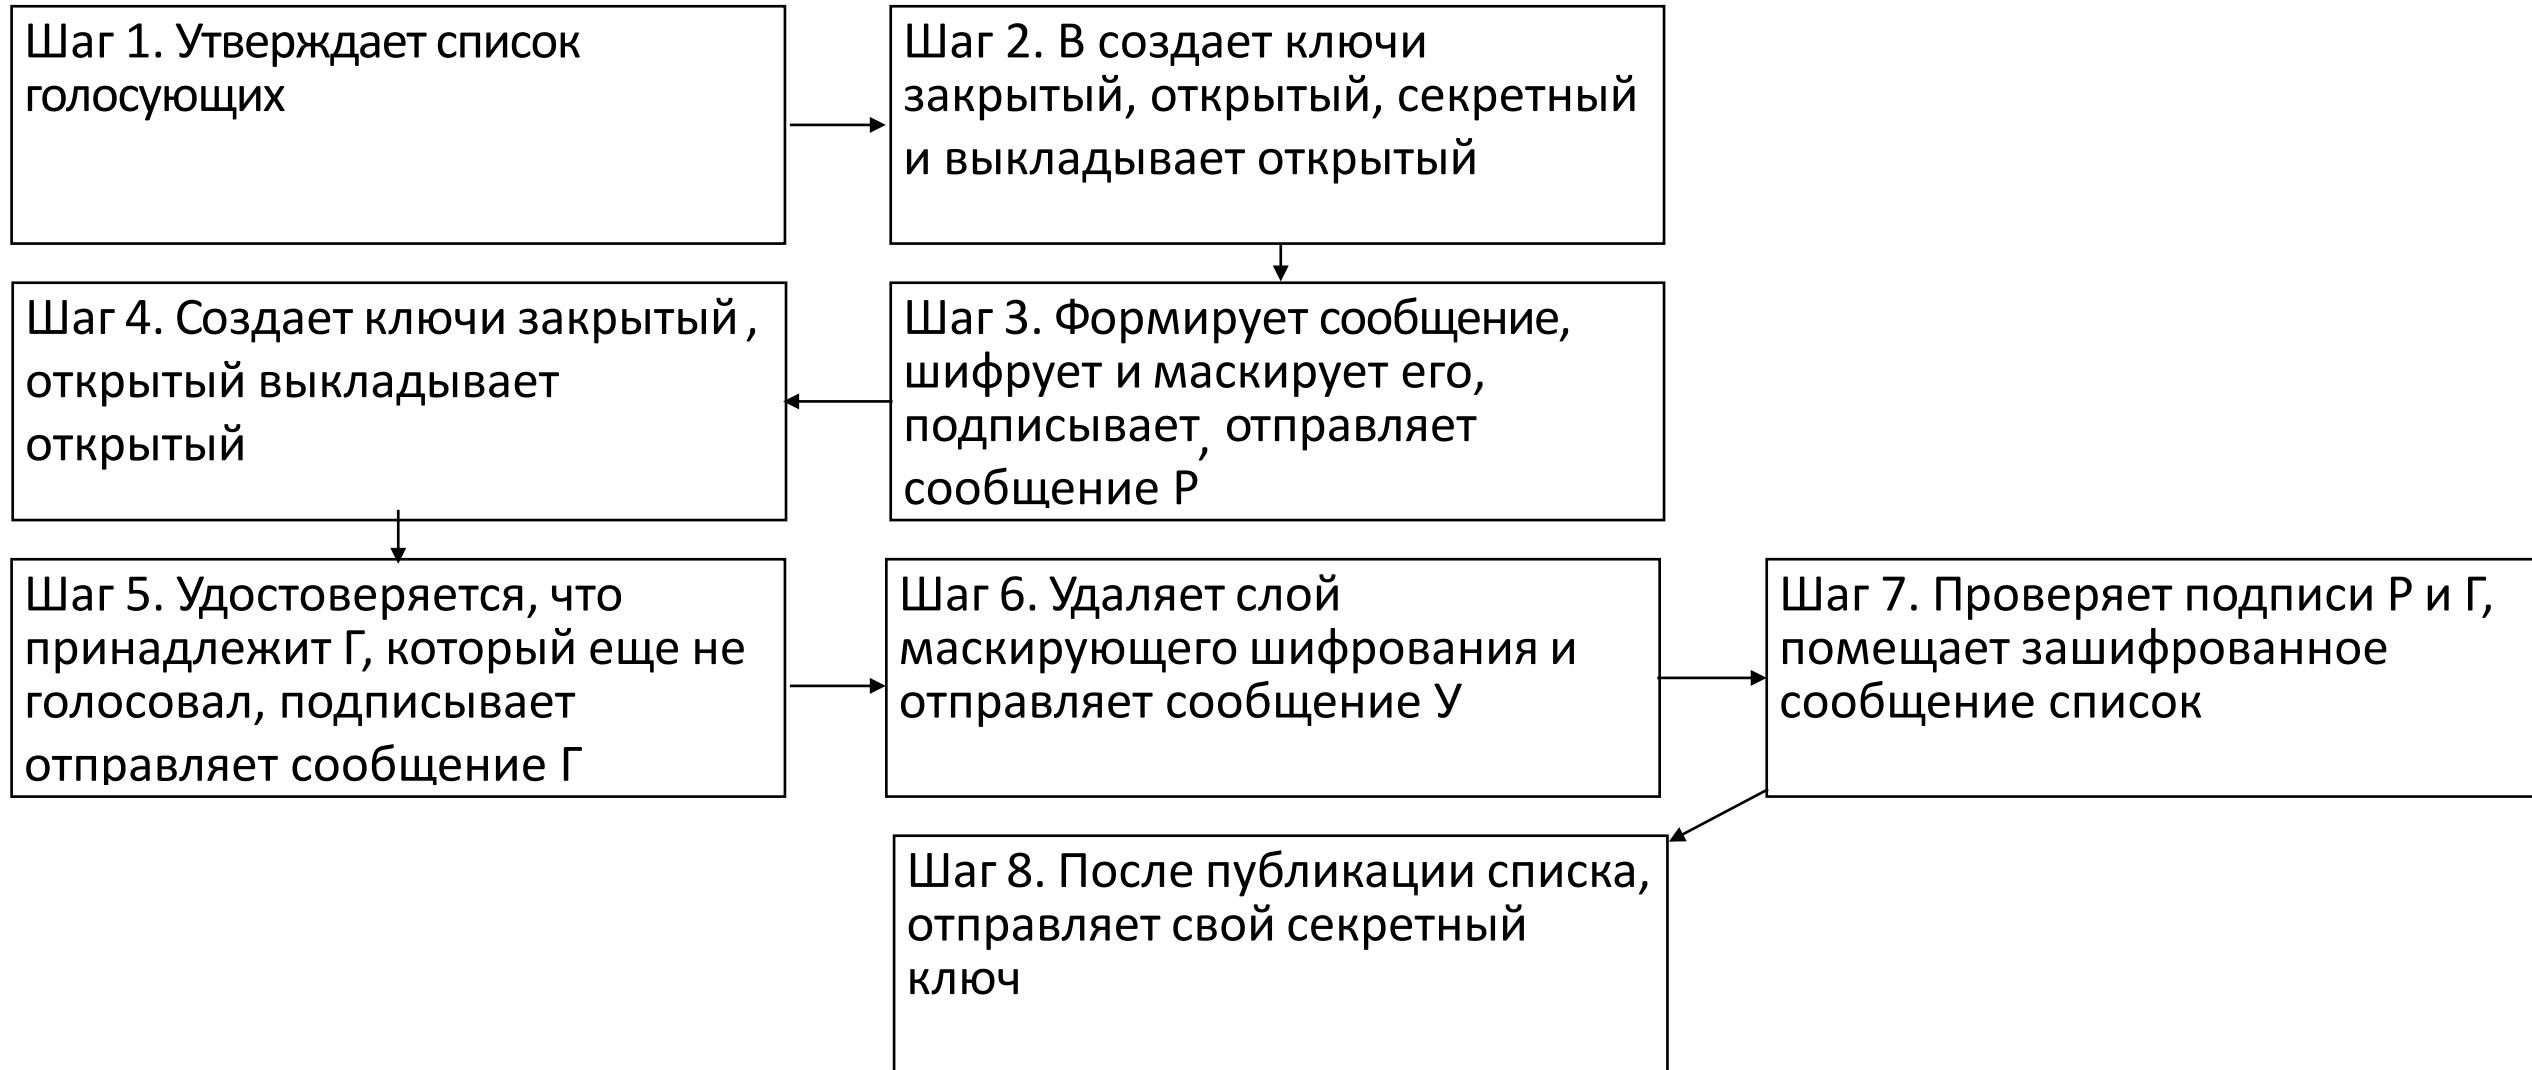 Шаг 1. Утверждает список
голосующих
Шаг 2. В создает ключи
закрытый, открытый, секретный
и выкладывает открытый
Шаг 3. Формирует сообщение,
шифрует и маскирует его,
подписывает, отправляет
сообщение Р
Шаг 4. Создает ключи закрытый ,
открытый выкладывает
открытый
Шаг 5. Удостоверяется, что
принадлежит Г, который еще не
голосовал, подписывает
отправляет сообщение Г
Шаг 6. Удаляет слой
маскирующего шифрования и
отправляет сообщение У
Шаг 7. Проверяет подписи Р и Г,
помещает зашифрованное
сообщение список
Шаг 8. После публикации списка,
отправляет свой секретный
ключ